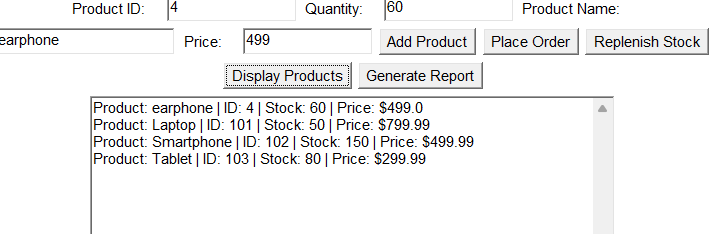 Product ID: 4 Quantity: 60 Product Name:
earphone Price: 499 Add Product Place Order Replenish Stock
Display Products Generate Report
Product: earphone | ID: 4 | Stock: 60 | Price: $499.0
Product: Laptop | ID: 101 | Stock: 50 | Price: $799.99
Product: Smartphone | ID: 102 | Stock: 150 | Price: $499.99
Product: Tablet | ID: 103 | Stock: 80 | Price: $299.99